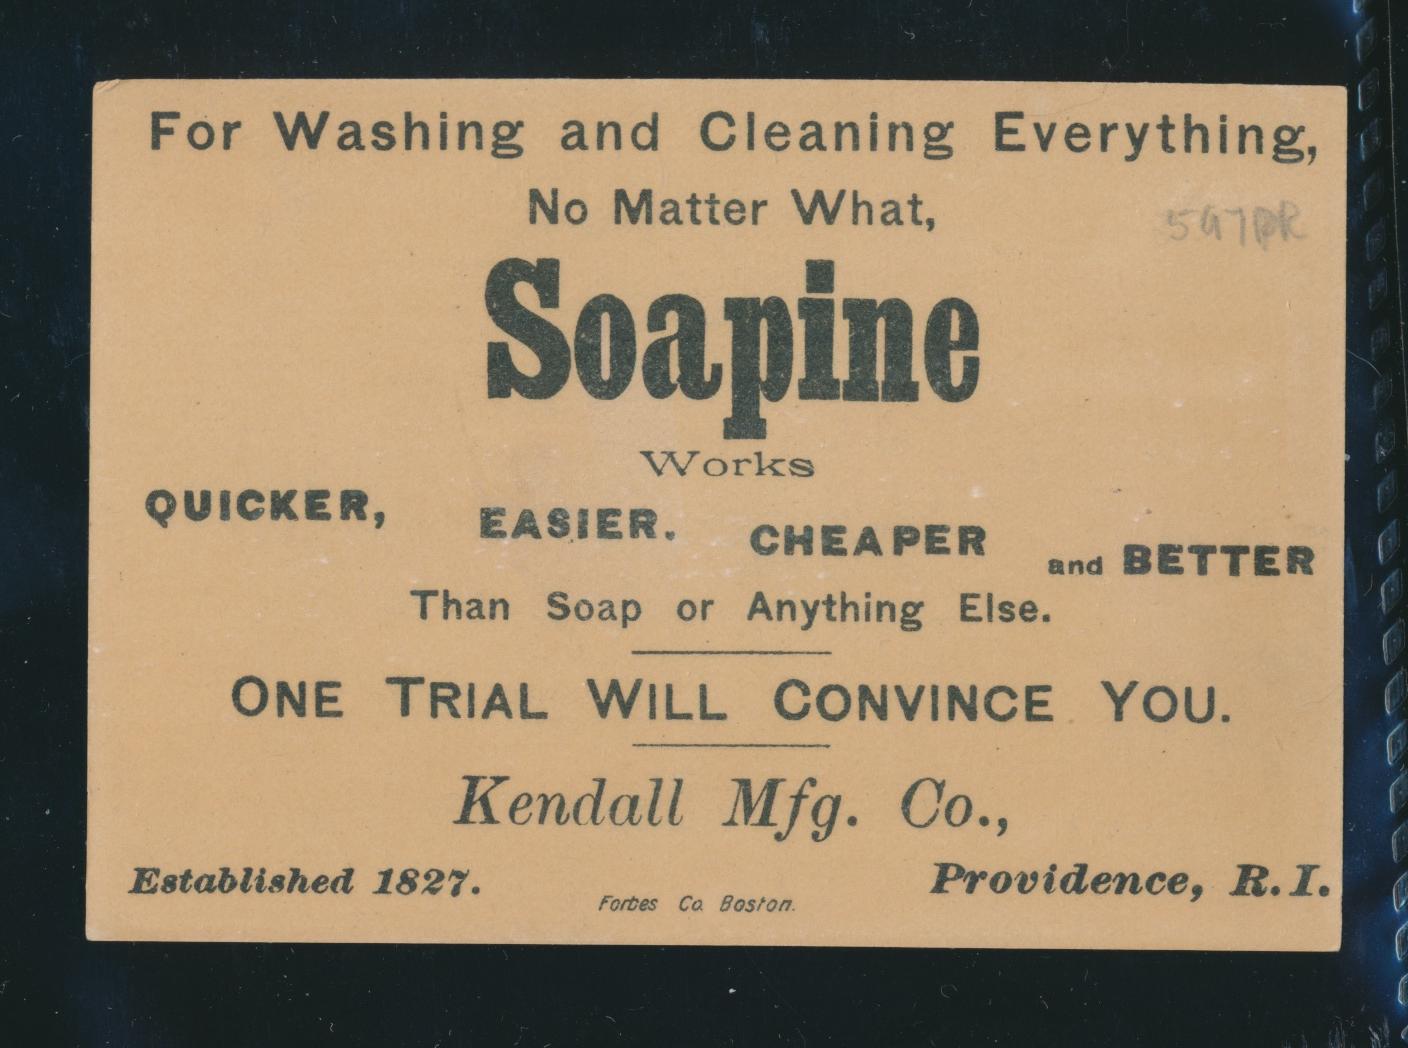 For Washing and Cleaning Everything,
No Matter What,
Soapine
Works
QUICKER, EASIER. CHEAPER and BETTER
Than Soap or Anything Else.
ONE TRIAL WILL CONVINCE YOU.
Kendall Mfg. Co.,
Established 1827. Providence, R. I.
Forbes Co. Boston.